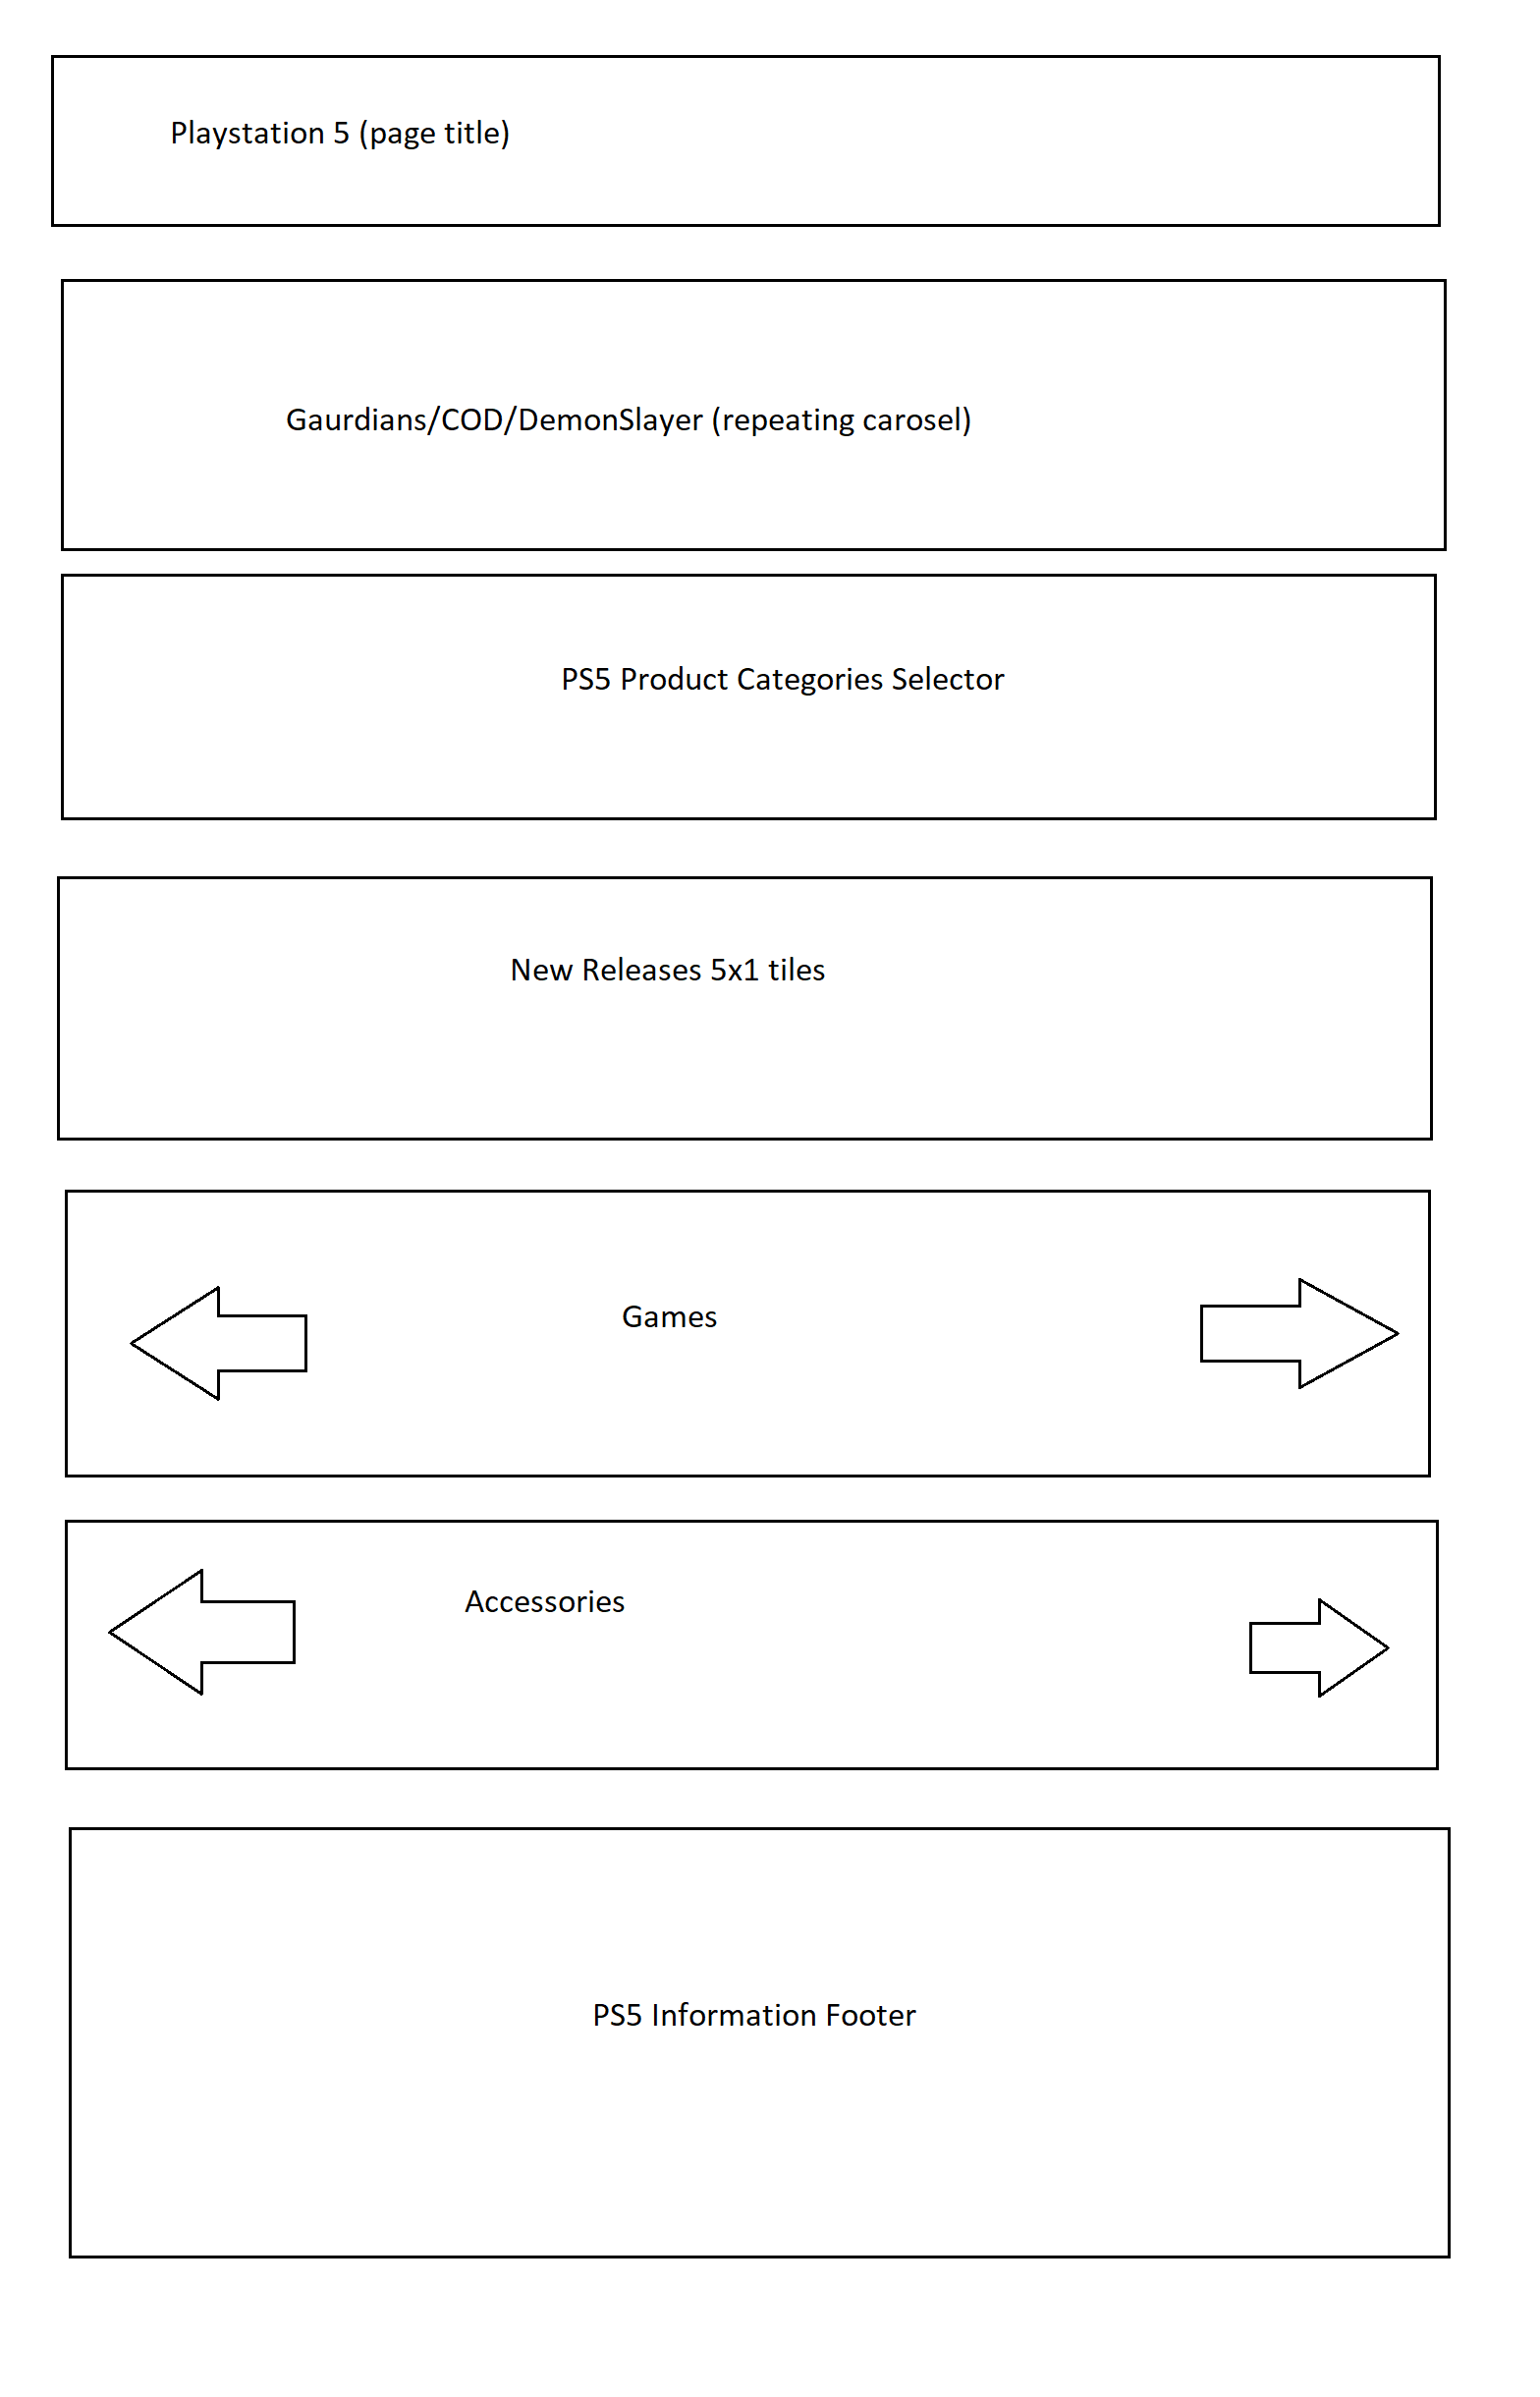 Playstation 5 (page title)
Gaurdians/COD/DemonSlayer (repeating carosel)
PS5 Product Categories Selector
New Releases 5x1 tiles
Games
Accessories
PS5 Information Footer